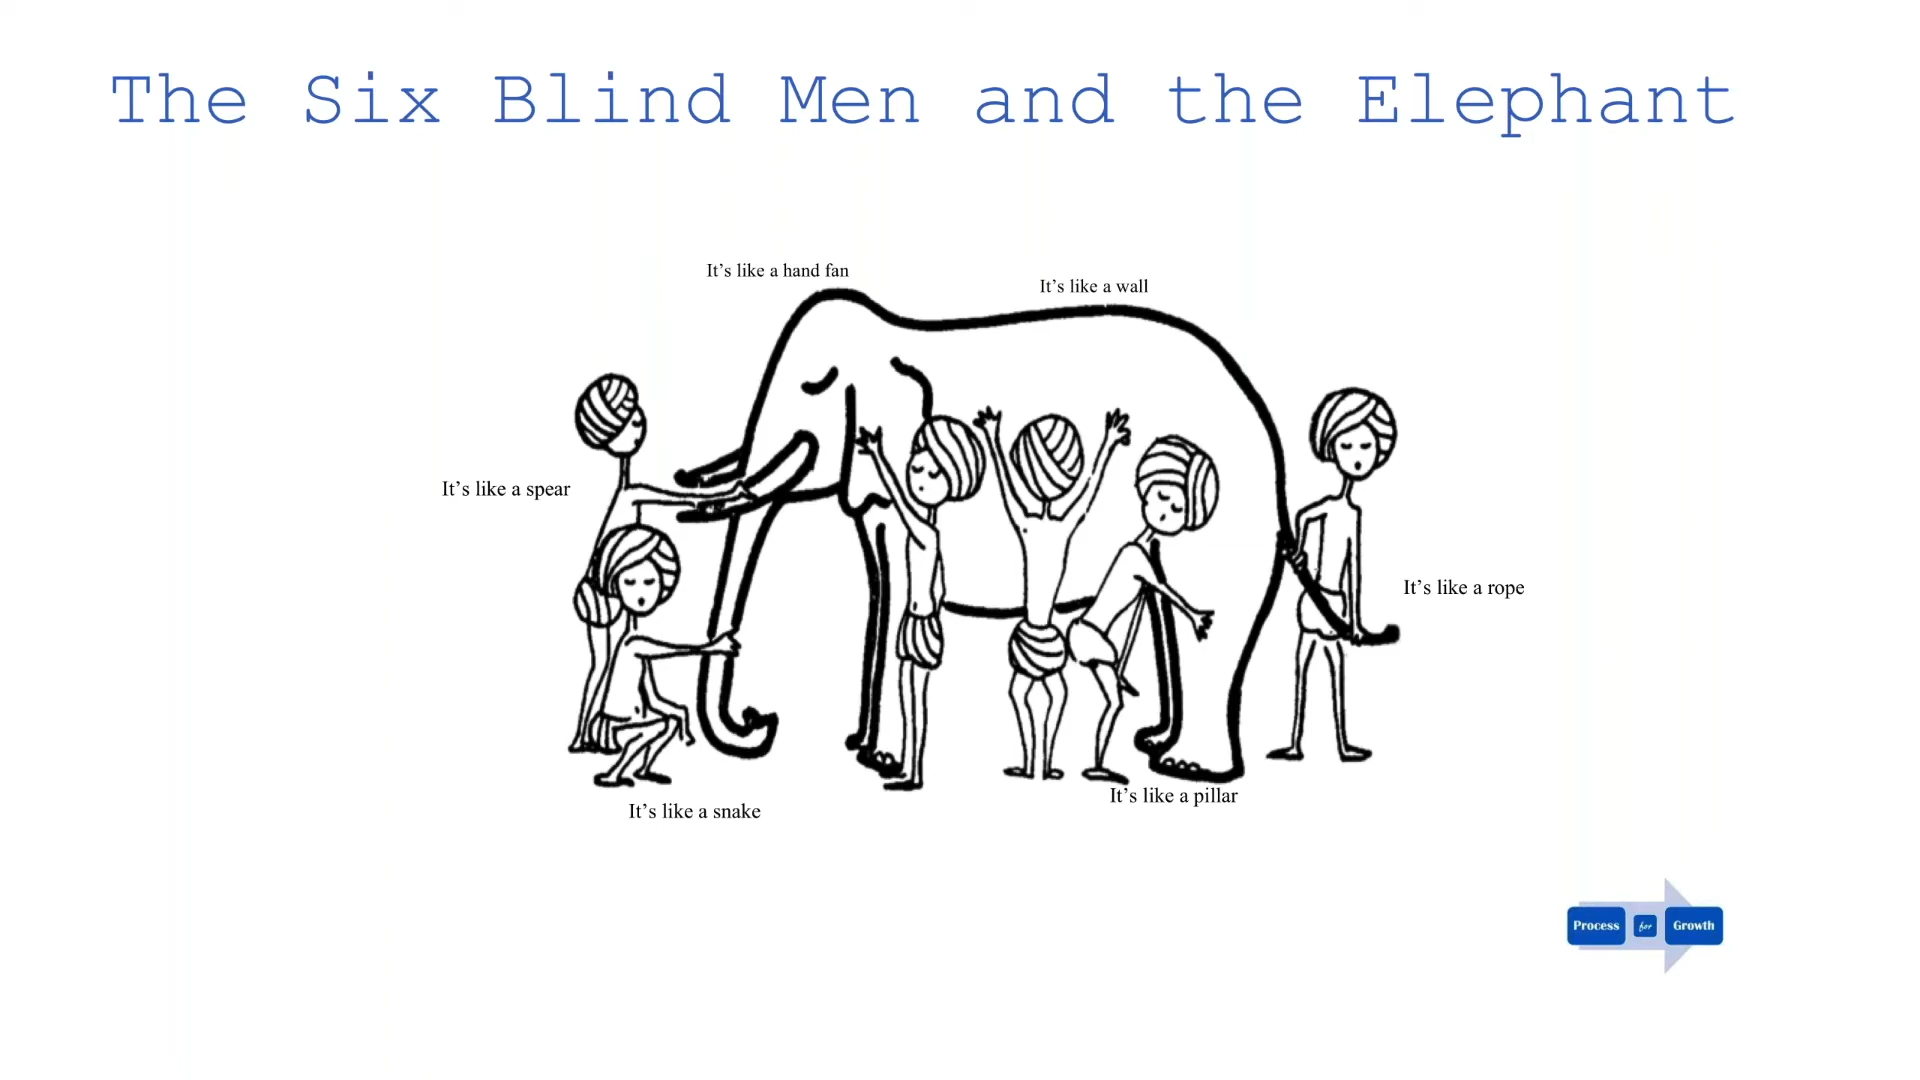 The Six Blind Men and the Elephant
It’s like a hand fan
It’s like a wall
It’s like a spear
It’s like a rope
It’s like a pillar
It’s like a snake
Process for Growth